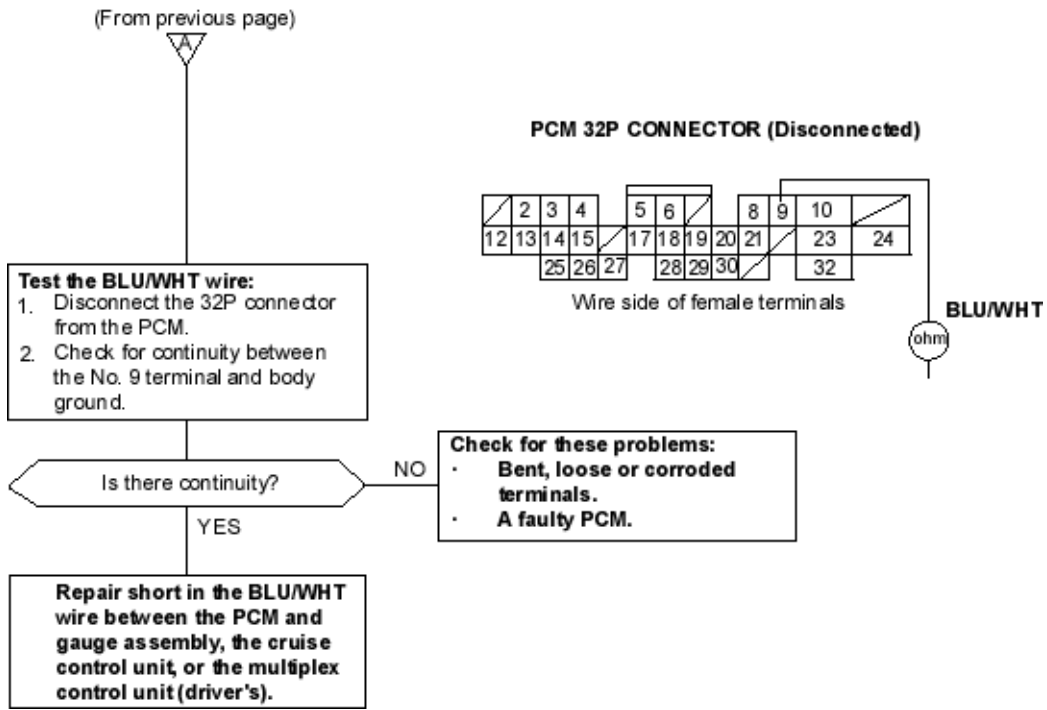 (From previous page)
A
PCM 32P CONNECTOR (Disconnected)
2 3 4 5 6 8 9 10
12 13 14 15 17 18 19 20 21 23 24
25 26 27 28 29 30 32
Wire side of female terminals
BLU/WHT
ohm
Test the BLU/WHT wire:
1. Disconnect the 32P connector
from the PCM.
2. Check for continuity between
the No. 9 terminal and body
ground.
Is there continuity?
NO
Check for these problems:
· Bent, loose or corroded
terminals.
· A faulty PCM.
YES
Repair short in the BLU/WHT
wire between the PCM and
gauge assembly, the cruise
control unit, or the multiplex
control unit (driver's).